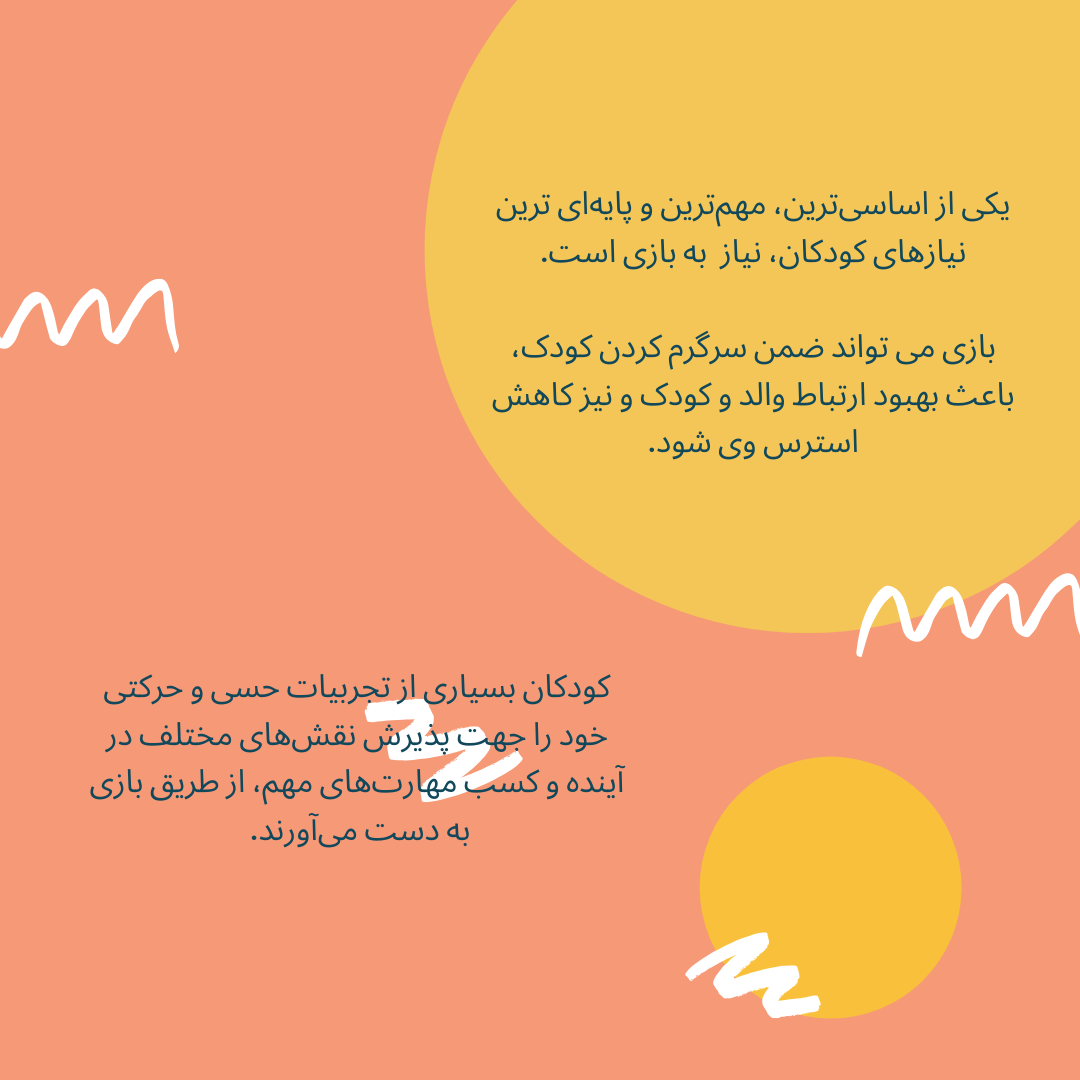 یکی از اساسی‌ترین، مهم‌ترین و پایه‌ای ترین
نیازهای کودکان، نیاز  به بازی است.
بازی می تواند ضمن سرگرم کردن کودک،
باعث بهبود ارتباط والد و کودک و نیز کاهش
استرس وی شود.
کودکان بسیاری از تجربیات حسی و حرکتی
خود را جهت پذیرش نقش‌های مختلف در
آینده و کسب مهارت‌های مهم، از طریق بازی
به دست می‌آورند.